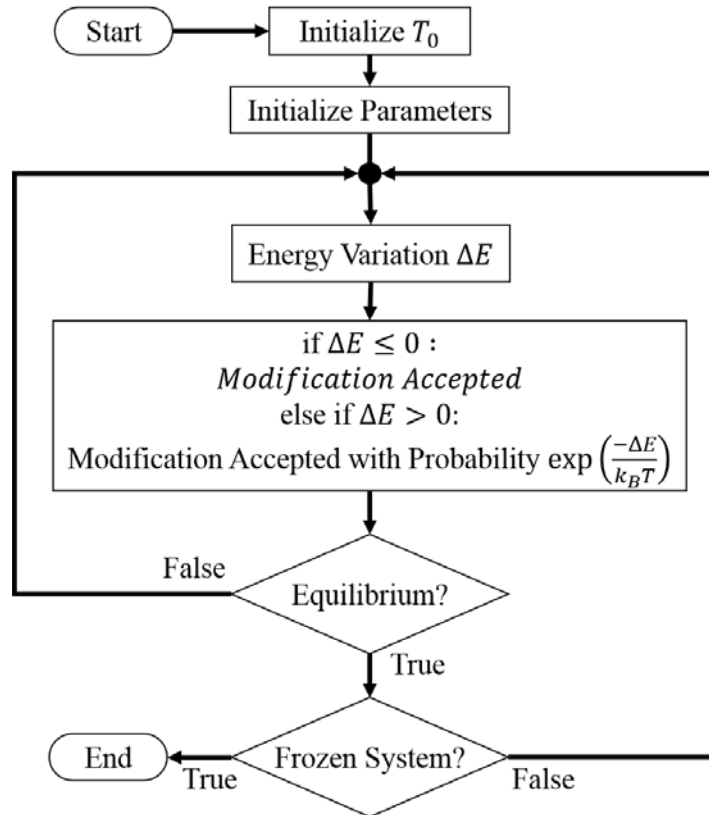 Start
Initialize T₀
Initialize Parameters
Energy Variation ΔE
if ΔE ≤ 0 :
Modification Accepted
else if ΔE > 0:
Modification Accepted with Probability exp(-ΔE/k_BT)
False
Equilibrium?
True
End
Frozen System?
True
False